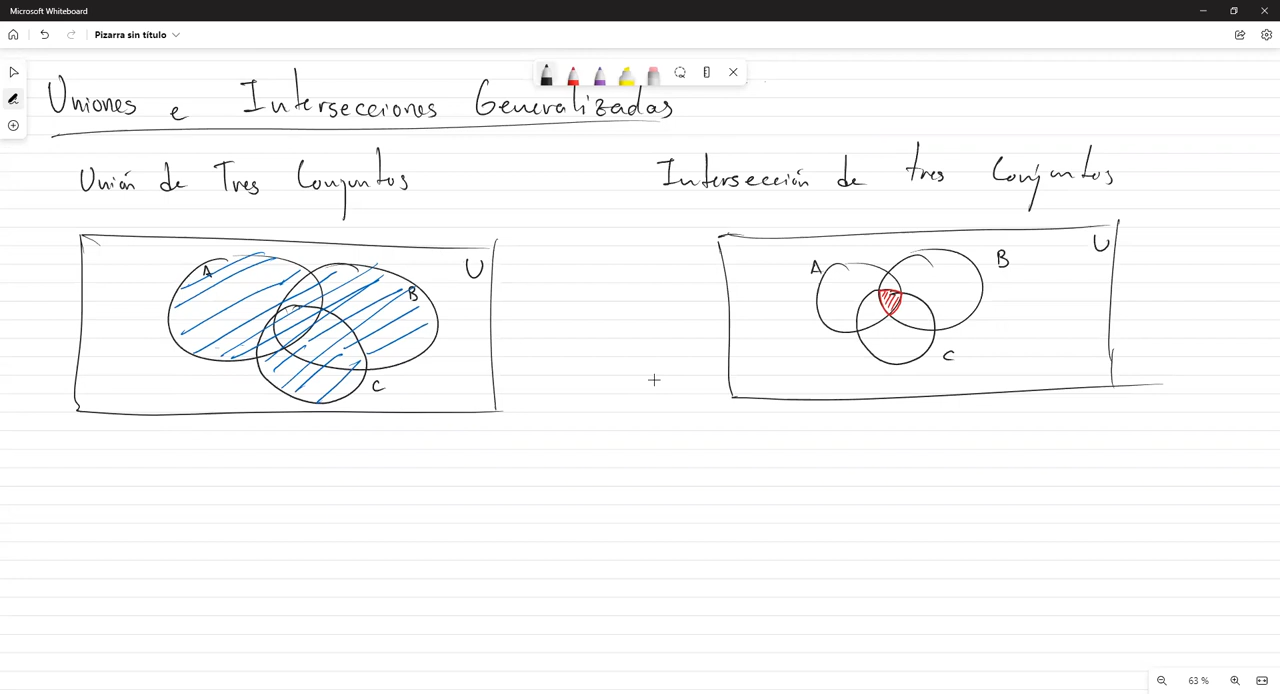 Microsoft Whiteboard
Pizarra sin título
Uniones e Intersecciones Generalizadas
Unión de Tres Conjuntos
Intersección de tres Conjuntos
A
B
C
U
A
B
C
U
63 %